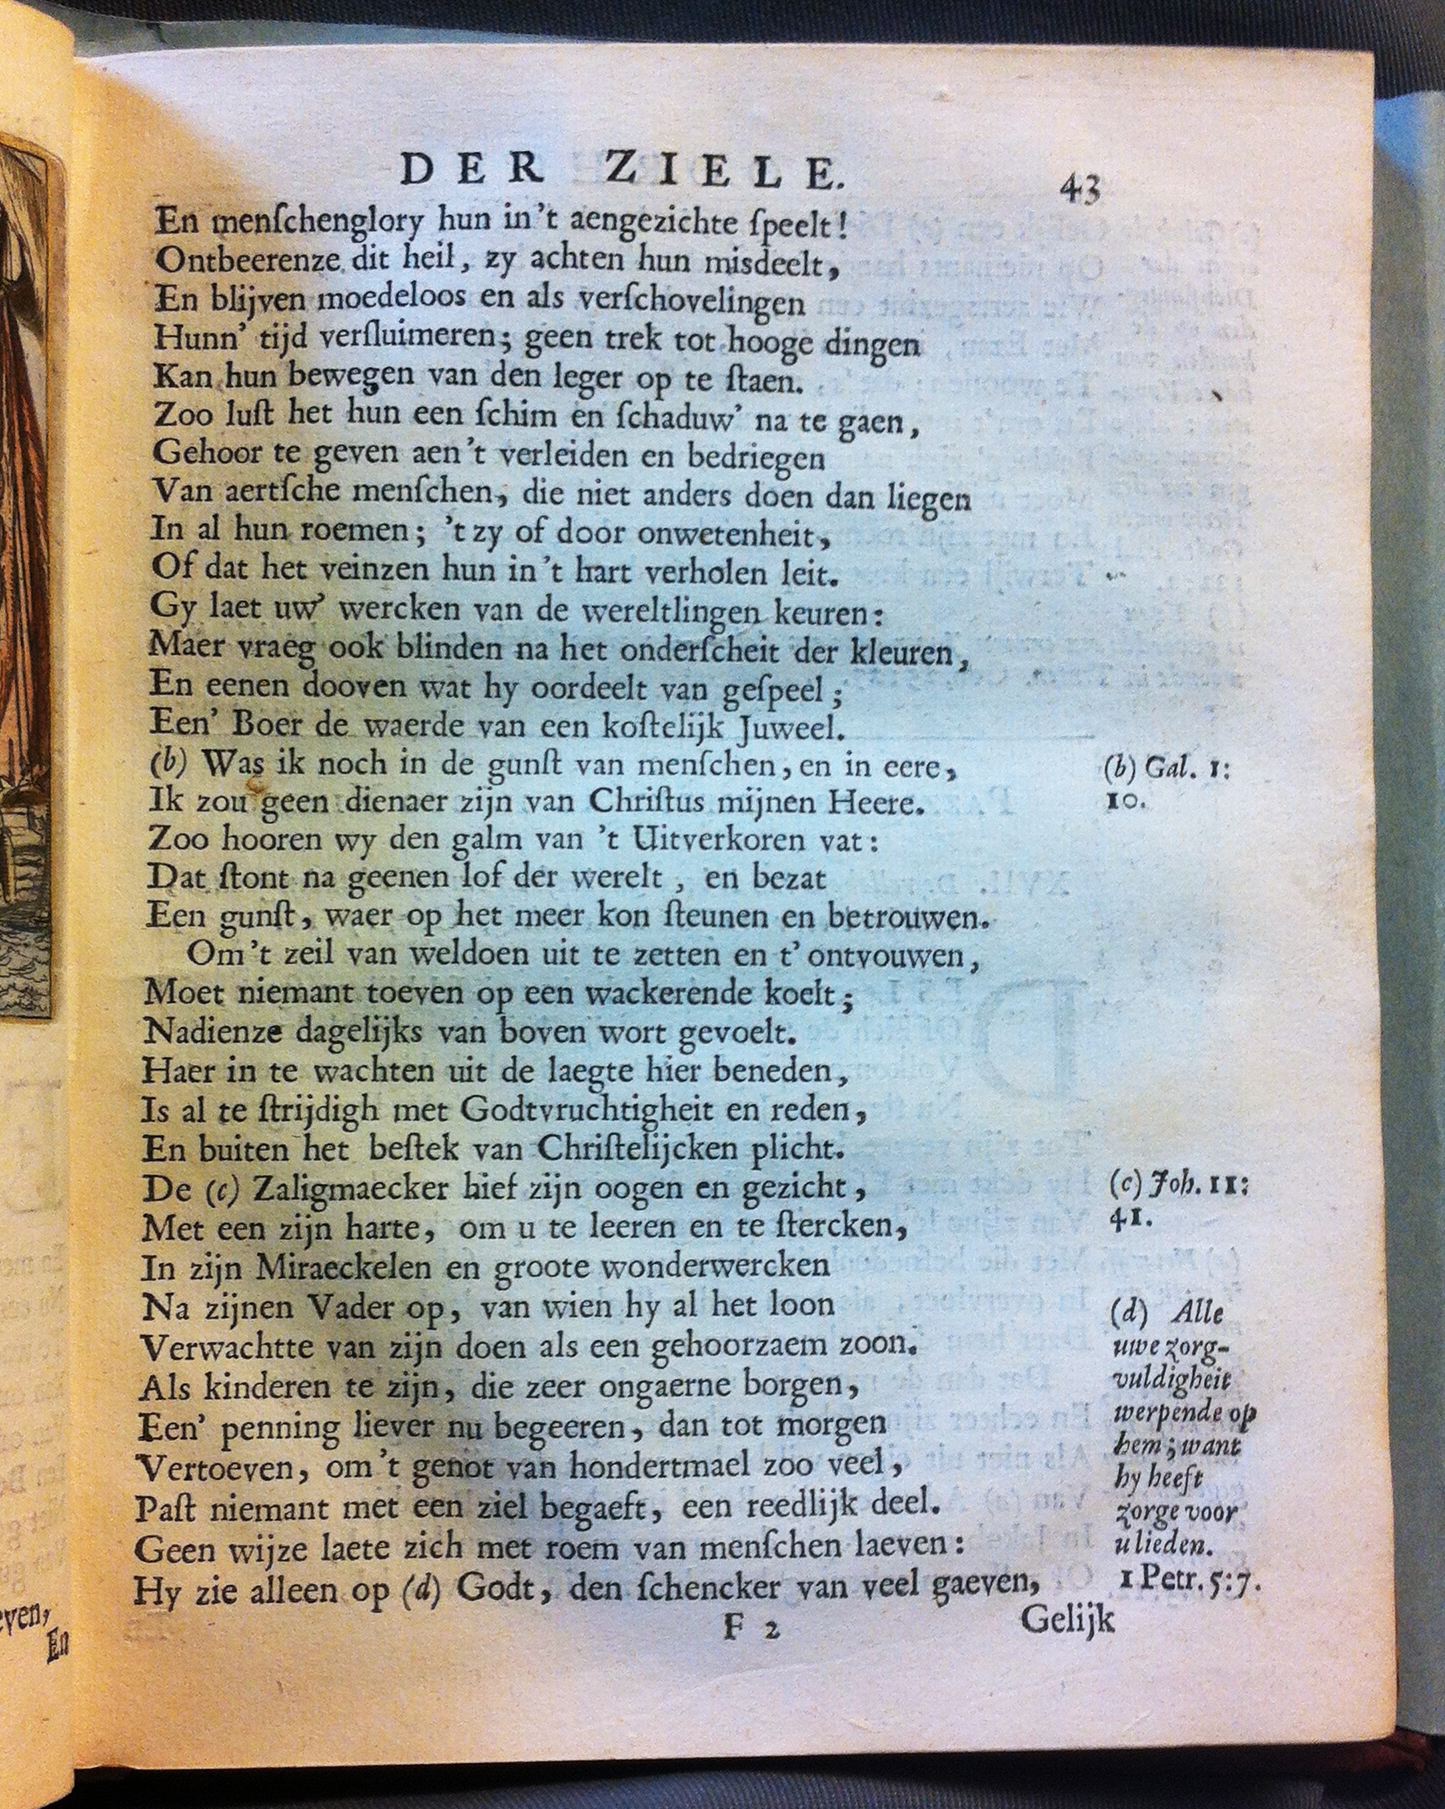 DER ZIELE.
43
En menſchenglory hun in 't aengezichte ſpeelt!
Ontbeerenze dit heil, zy achten hun misdeelt,
En blijven moedeloos en als verſchovelingen
Hunn' tijd verſluimeren; geen trek tot hooge dingen
Kan hun bewegen van den leger op te ſtaen.
Zoo luſt het hun een ſchim en ſchaduw' na te gaen,
Gehoor te geven aen 't verleiden en bedriegen
Van aertſche menſchen, die niet anders doen dan liegen
In al hun roemen; 't zy of door onwetenheit,
Of dat het veinzen hun in 't hart verholen leit.
Gy laet uw' wercken van de wereltlingen keuren:
Maer vraeg ook blinden na het onderſcheit der kleuren,
En eenen dooven wat hy oordeelt van geſpeel;
Een' Boer de waerde van een koſtelijk Juweel.
(b) Was ik noch in de gunſt van menſchen, en in eere,
(b) Gal. 1:
Ik zou geen dienaer zijn van Chriſtus mijnen Heere.
10.
Zoo hooren wy den galm van 't Uitverkoren vat:
Dat ſtont na geenen lof der werelt, en bezat
Een gunſt, waer op het meer kon ſteunen en betrouwen.
Om 't zeil van weldoen uit te zetten en t' ontvouwen,
Moet niemant toeven op een wackerende koelt;
Nadienze dagelijks van boven wort gevoelt.
Haer in te wachten uit de laegte hier beneden,
Is al te ſtrijdigh met Godtvruchtigheit en reden,
En buiten het beſtek van Chriſtelijcken plicht.
De (c) Zaligmaecker hief zijn oogen en gezicht,
(c) Joh. 11:
Met een zijn harte, om u te leeren en te ſtercken,
41.
In zijn Miraeckelen en groote wonderwercken
Na zijnen Vader op, van wien hy al het loon
Verwachtte van zijn doen als een gehoorzaem zoon.
Als kinderen te zijn, die zeer ongaerne borgen,
Een' penning liever nu begeeren, dan tot morgen
Vertoeven, om 't genot van hondertmael zoo veel,
Paſt niemant met een ziel begaeft, een reedlijk deel.
Geen wijze laete zich met roem van menſchen laeven:
Hy zie alleen op (d) Godt, den ſchencker van veel gaeven,
(d) Alle
uwe zorg-
vuldigheit
werpende op
hem; want
hy heeft
zorge voor
ulieden.
1 Petr. 5:7.
F 2
Gelijk
En